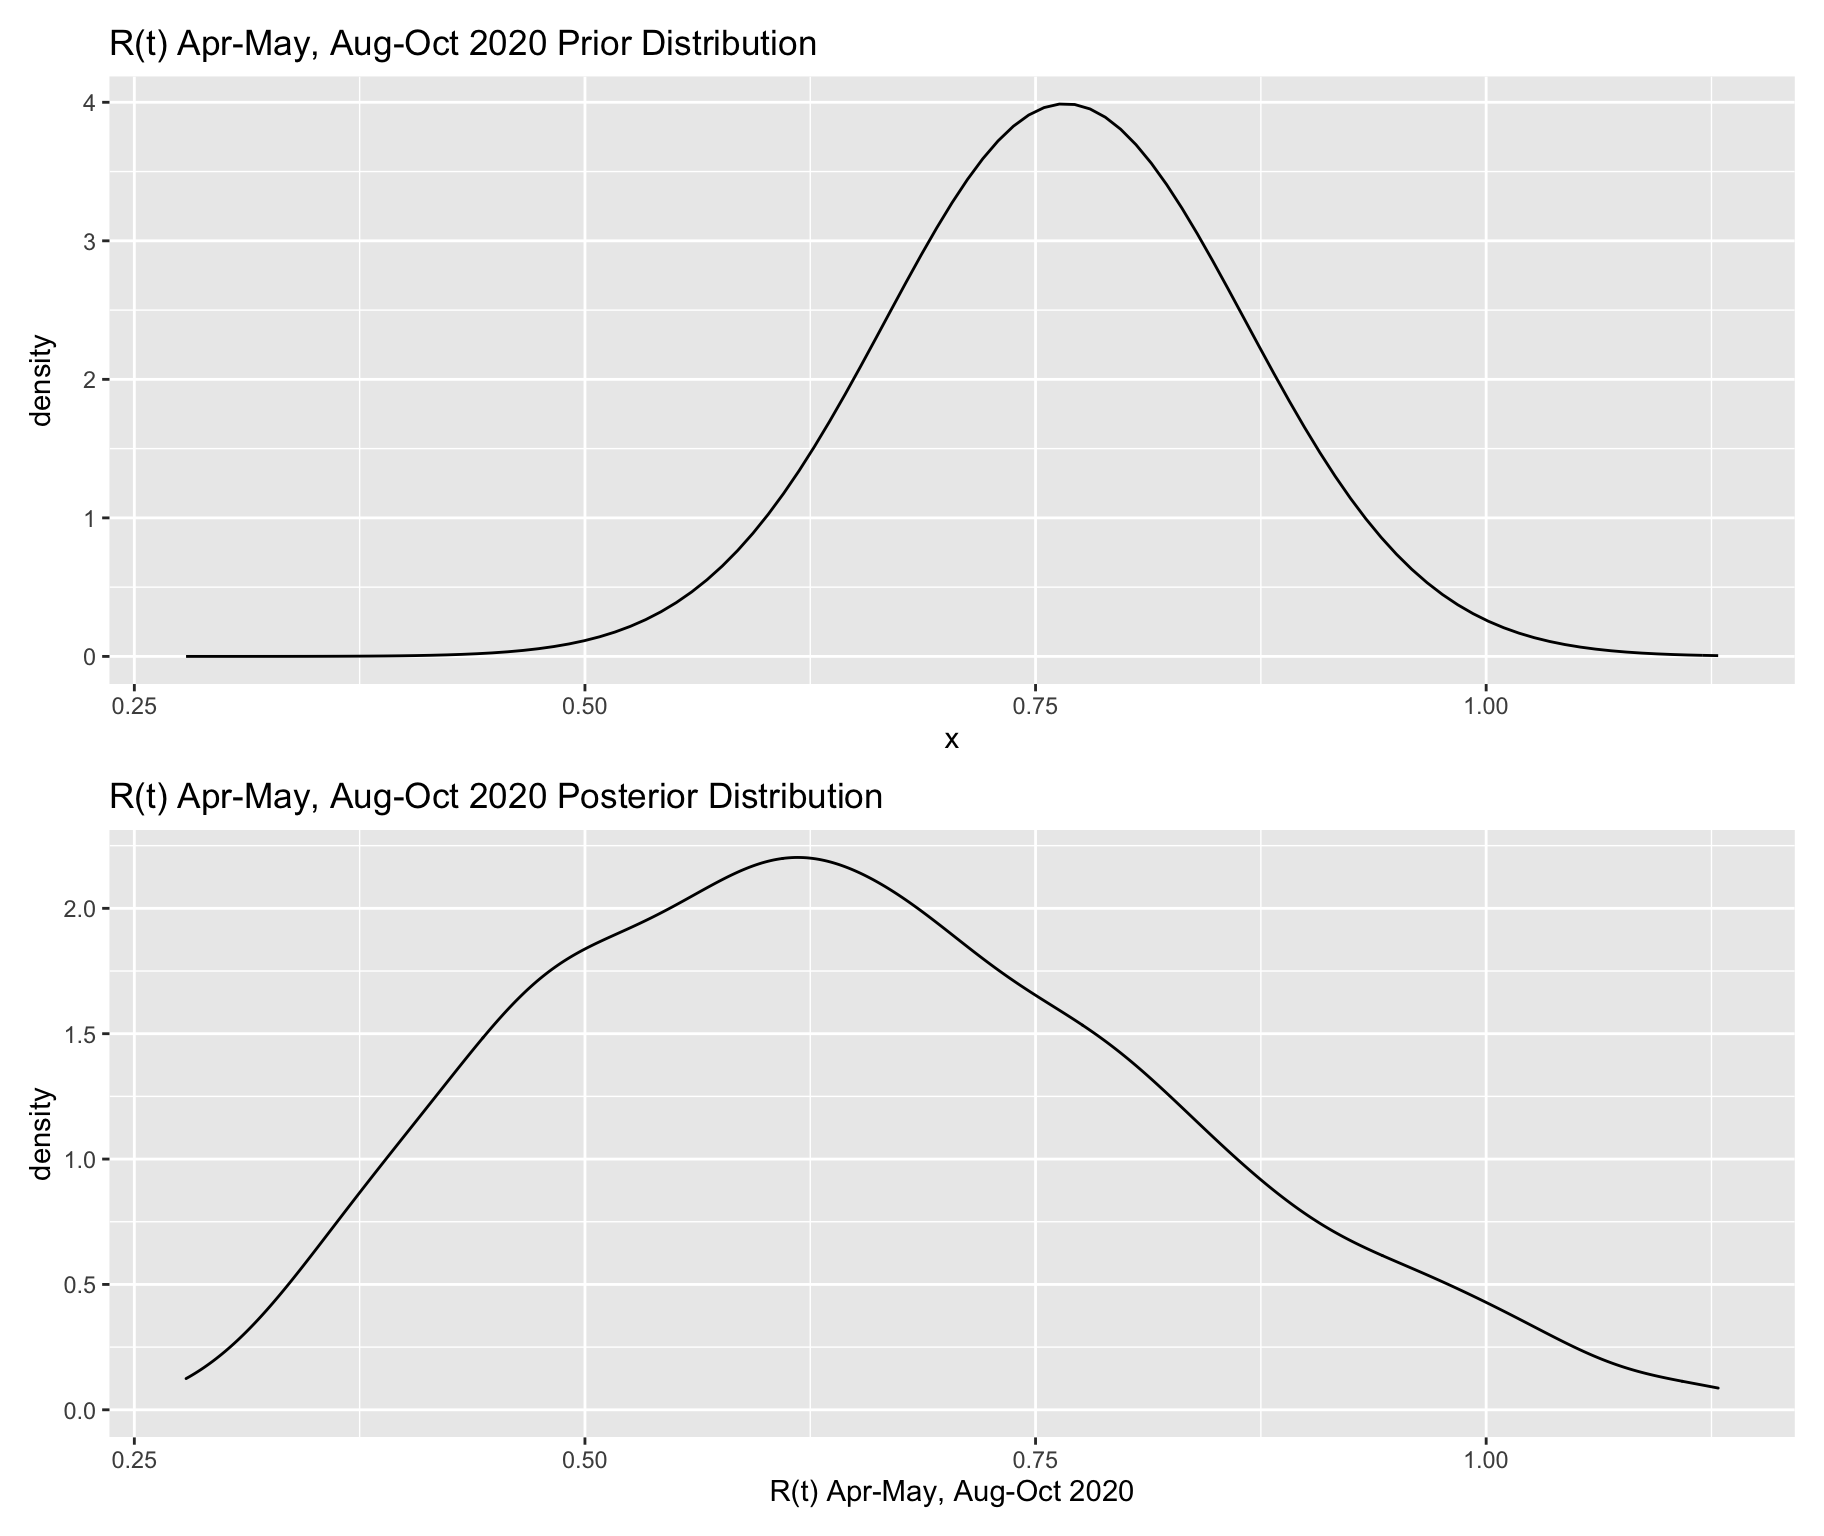 R(t) Apr-May, Aug-Oct 2020 Prior Distribution
4
3
2
1
0
density
0.25 0.50 0.75 1.00
x
R(t) Apr-May, Aug-Oct 2020 Posterior Distribution
2.0
1.5
1.0
0.5
0.0
density
0.25 0.50 0.75 1.00
R(t) Apr-May, Aug-Oct 2020